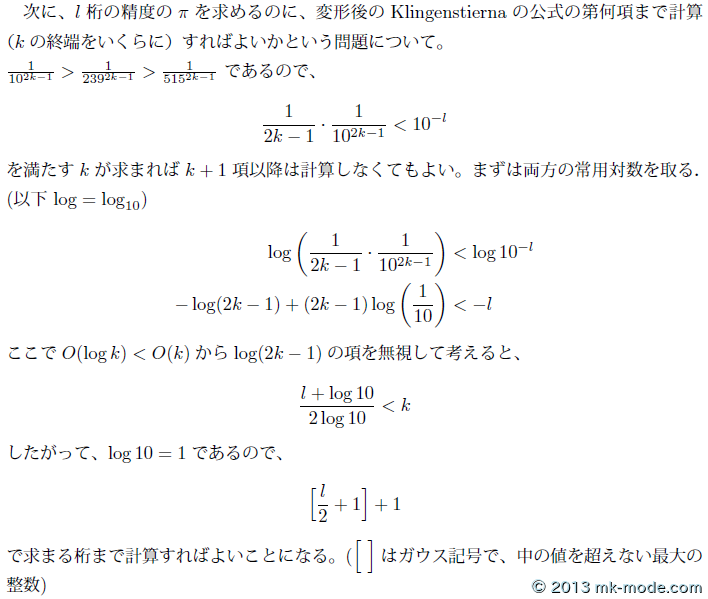 次に、l 桁の精度の π を求めるのに、変形後の Klingenstierna の公式の第何項まで計算
（k の終端をいくらに）すればよいかという問題について。
\frac{1}{10^{2k-1}} > \frac{1}{239^{2k-1}} > \frac{1}{515^{2k-1}} であるので、
\frac{1}{2k-1} \cdot \frac{1}{10^{2k-1}} < 10^{-l}
を満たす k が求まれば k + 1 項以降は計算しなくてもよい。まずは両方の常用対数を取る．
(以下 log = log_{10})
\log\left(\frac{1}{2k-1} \cdot \frac{1}{10^{2k-1}}\right) < \log 10^{-l}
-\log(2k-1) + (2k-1)\log\left(\frac{1}{10}\right) < -l
ここで O(log k) < O(k) から log(2k − 1) の項を無視して考えると、
\frac{l + \log 10}{2 \log 10} < k
したがって、log 10 = 1 であるので、
\left[\frac{l}{2} + 1\right] + 1
で求まる桁まで計算すればよいことになる。([ ] はガウス記号で、中の値を超えない最大の
整数)
© 2013 mk-mode.com